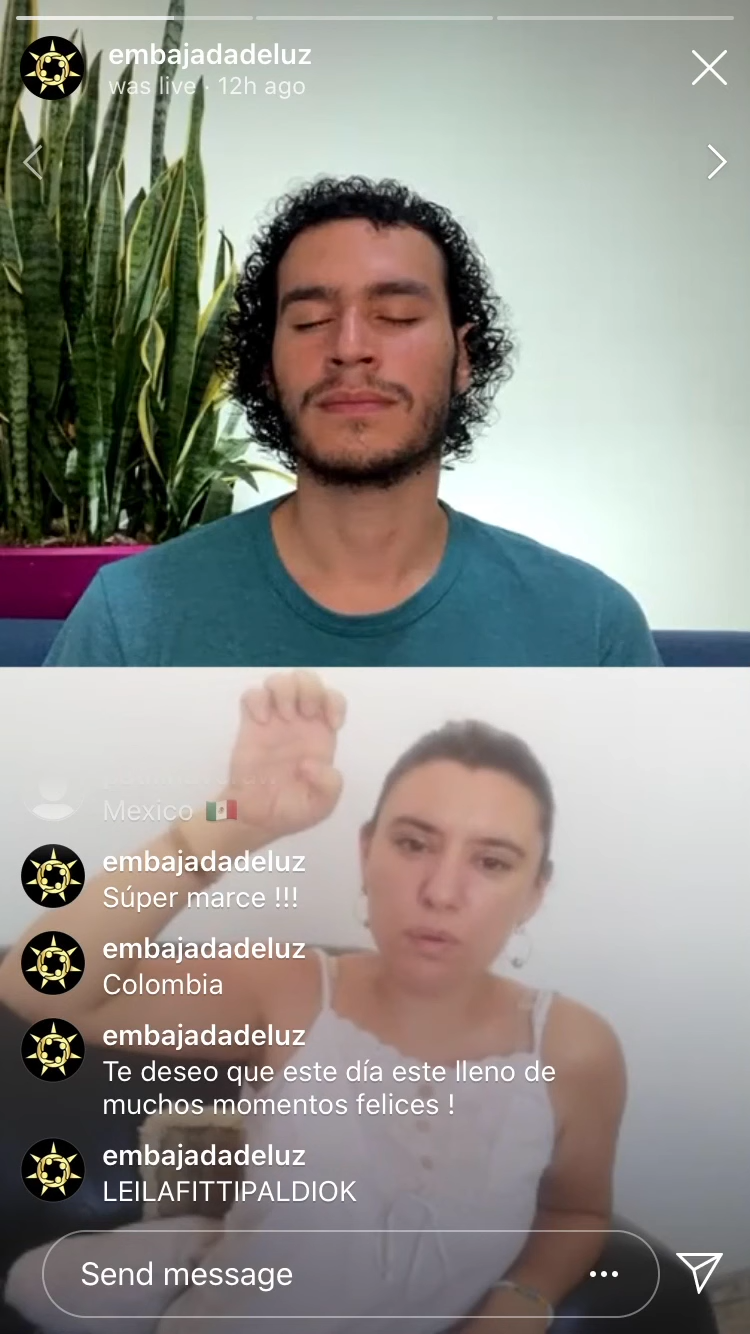 embajadadeluz
was live · 12h ago
Mexico 🇲🇽
embajadadeluz
Súper marce !!!
embajadadeluz
Colombia
embajadadeluz
Te deseo que este día este lleno de
muchos momentos felices !
embajadadeluz
LEILAFITTIPALDIOK
Send message